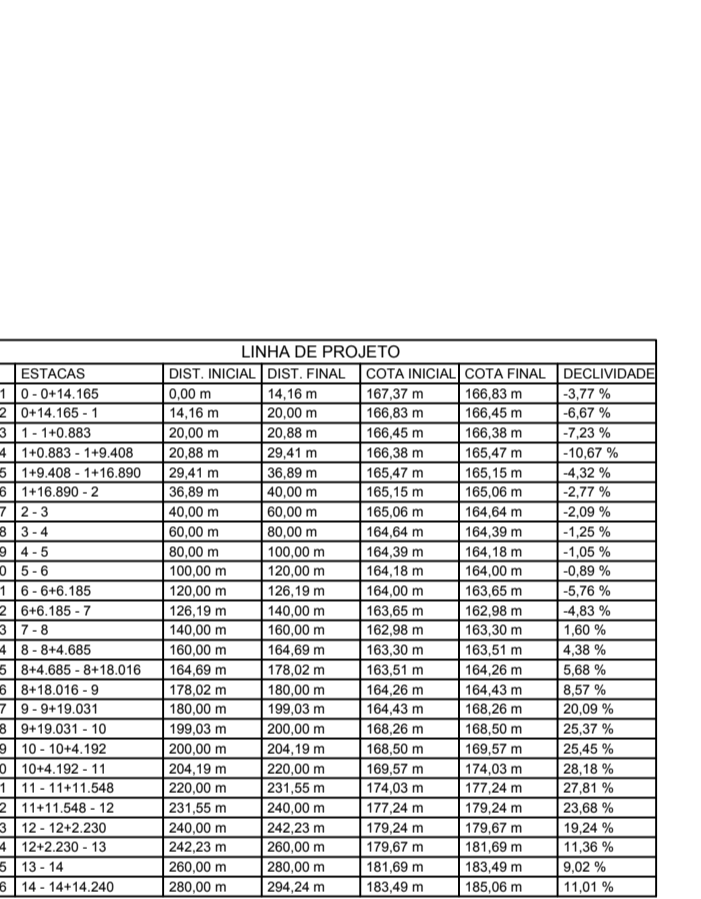 LINHA DE PROJETO
ESTACAS DIST. INICIAL DIST. FINAL COTA INICIAL COTA FINAL DECLIVIDADE
1 0 - 0+14.165 0,00 m 14,16 m 167,37 m 166,83 m -3,77 %
2 0+14.165 - 1 14,16 m 20,00 m 166,83 m 166,45 m -6,67 %
3 1 - 1+0.883 20,00 m 20,88 m 166,45 m 166,38 m -7,23 %
4 1+0.883 - 1+9.408 20,88 m 29,41 m 166,38 m 165,47 m -10,67 %
5 1+9.408 - 1+16.890 29,41 m 36,89 m 165,47 m 165,15 m -4,32 %
6 1+16.890 - 2 36,89 m 40,00 m 165,15 m 165,06 m -2,77 %
7 2 - 3 40,00 m 60,00 m 165,06 m 164,64 m -2,09 %
8 3 - 4 60,00 m 80,00 m 164,64 m 164,39 m -1,25 %
9 4 - 5 80,00 m 100,00 m 164,39 m 164,18 m -1,05 %
0 5 - 6 100,00 m 120,00 m 164,18 m 164,00 m -0,89 %
1 6 - 6+6.185 120,00 m 126,19 m 164,00 m 163,65 m -5,76 %
2 6+6.185 - 7 126,19 m 140,00 m 163,65 m 162,98 m -4,83 %
3 7 - 8 140,00 m 160,00 m 162,98 m 163,30 m 1,60 %
4 8 - 8+4.685 160,00 m 164,69 m 163,30 m 163,51 m 4,38 %
5 8+4.685 - 8+18.016 164,69 m 178,02 m 163,51 m 164,26 m 5,68 %
6 8+18.016 - 9 178,02 m 180,00 m 164,26 m 164,43 m 8,57 %
7 9 - 9+19.031 180,00 m 199,03 m 164,43 m 168,26 m 20,09 %
8 9+19.031 - 10 199,03 m 200,00 m 168,26 m 168,50 m 25,37 %
9 10 - 10+4.192 200,00 m 204,19 m 168,50 m 169,57 m 25,45 %
0 10+4.192 - 11 204,19 m 220,00 m 169,57 m 174,03 m 28,18 %
1 11 - 11+11.548 220,00 m 231,55 m 174,03 m 177,24 m 27,81 %
2 11+11.548 - 12 231,55 m 240,00 m 177,24 m 179,24 m 23,68 %
3 12 - 12+2.230 240,00 m 242,23 m 179,24 m 179,67 m 19,24 %
4 12+2.230 - 13 242,23 m 260,00 m 179,67 m 181,69 m 11,36 %
5 13 - 14 260,00 m 280,00 m 181,69 m 183,49 m 9,02 %
6 14 - 14+14.240 280,00 m 294,24 m 183,49 m 185,06 m 11,01 %